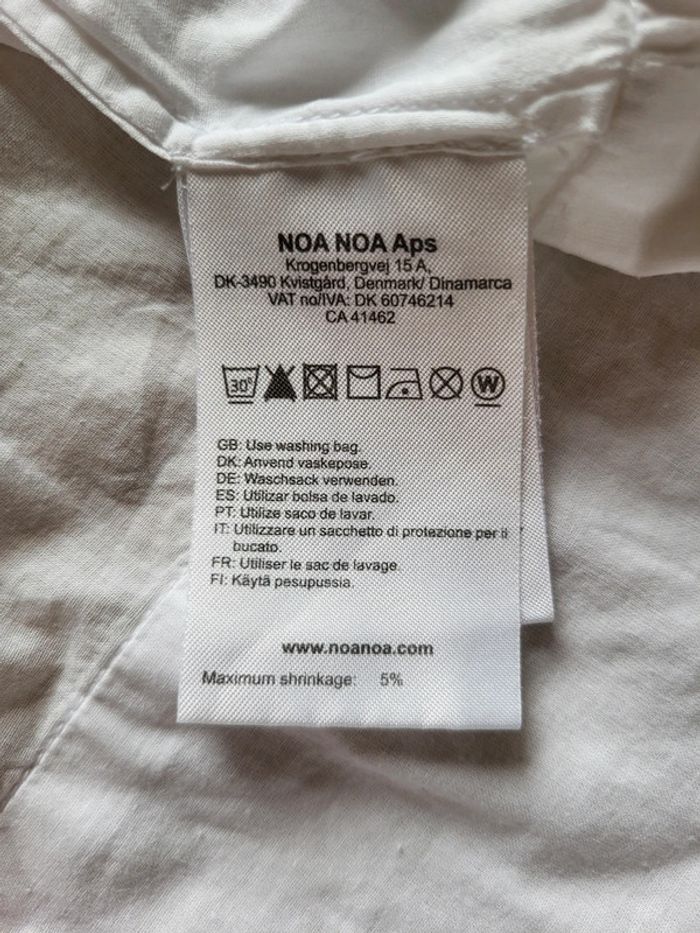 NOA NOA Aps
Krogenbergvej 15 A,
DK-3490 Kvistgård, Denmark/ Dinamarca
VAT no/IVA: DK 60746214
CA 41462
30°
W
GB: Use washing bag.
DK: Anvend vaskepose.
DE: Waschsack verwenden.
ES: Utilizar bolsa de lavado.
PT: Utilize saco de lavar.
IT: Utilizzare un sacchetto di protezione per il
bucato.
FR: Utiliser le sac de lavage.
FI: Käytä pesupussia.
www.noanoa.com
Maximum shrinkage: 5%